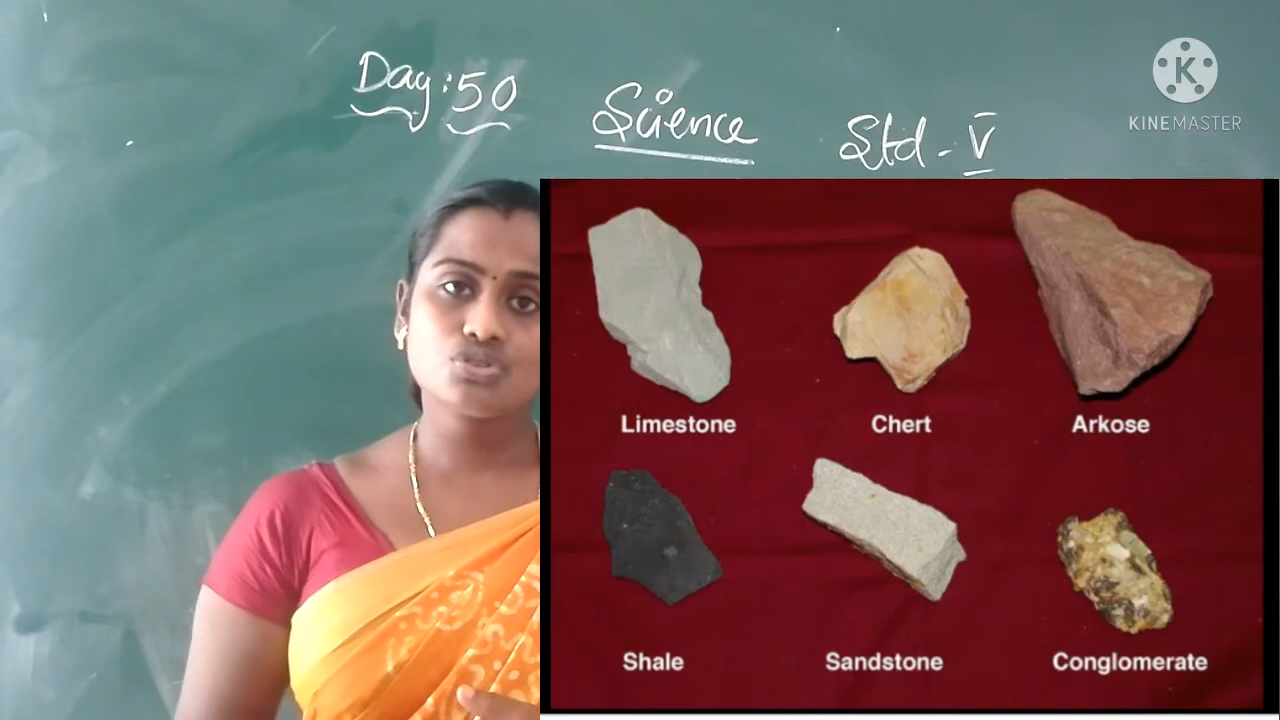 Day: 50
Science
Std - V
KINEMASTER
Limestone
Chert
Arkose
Shale
Sandstone
Conglomerate